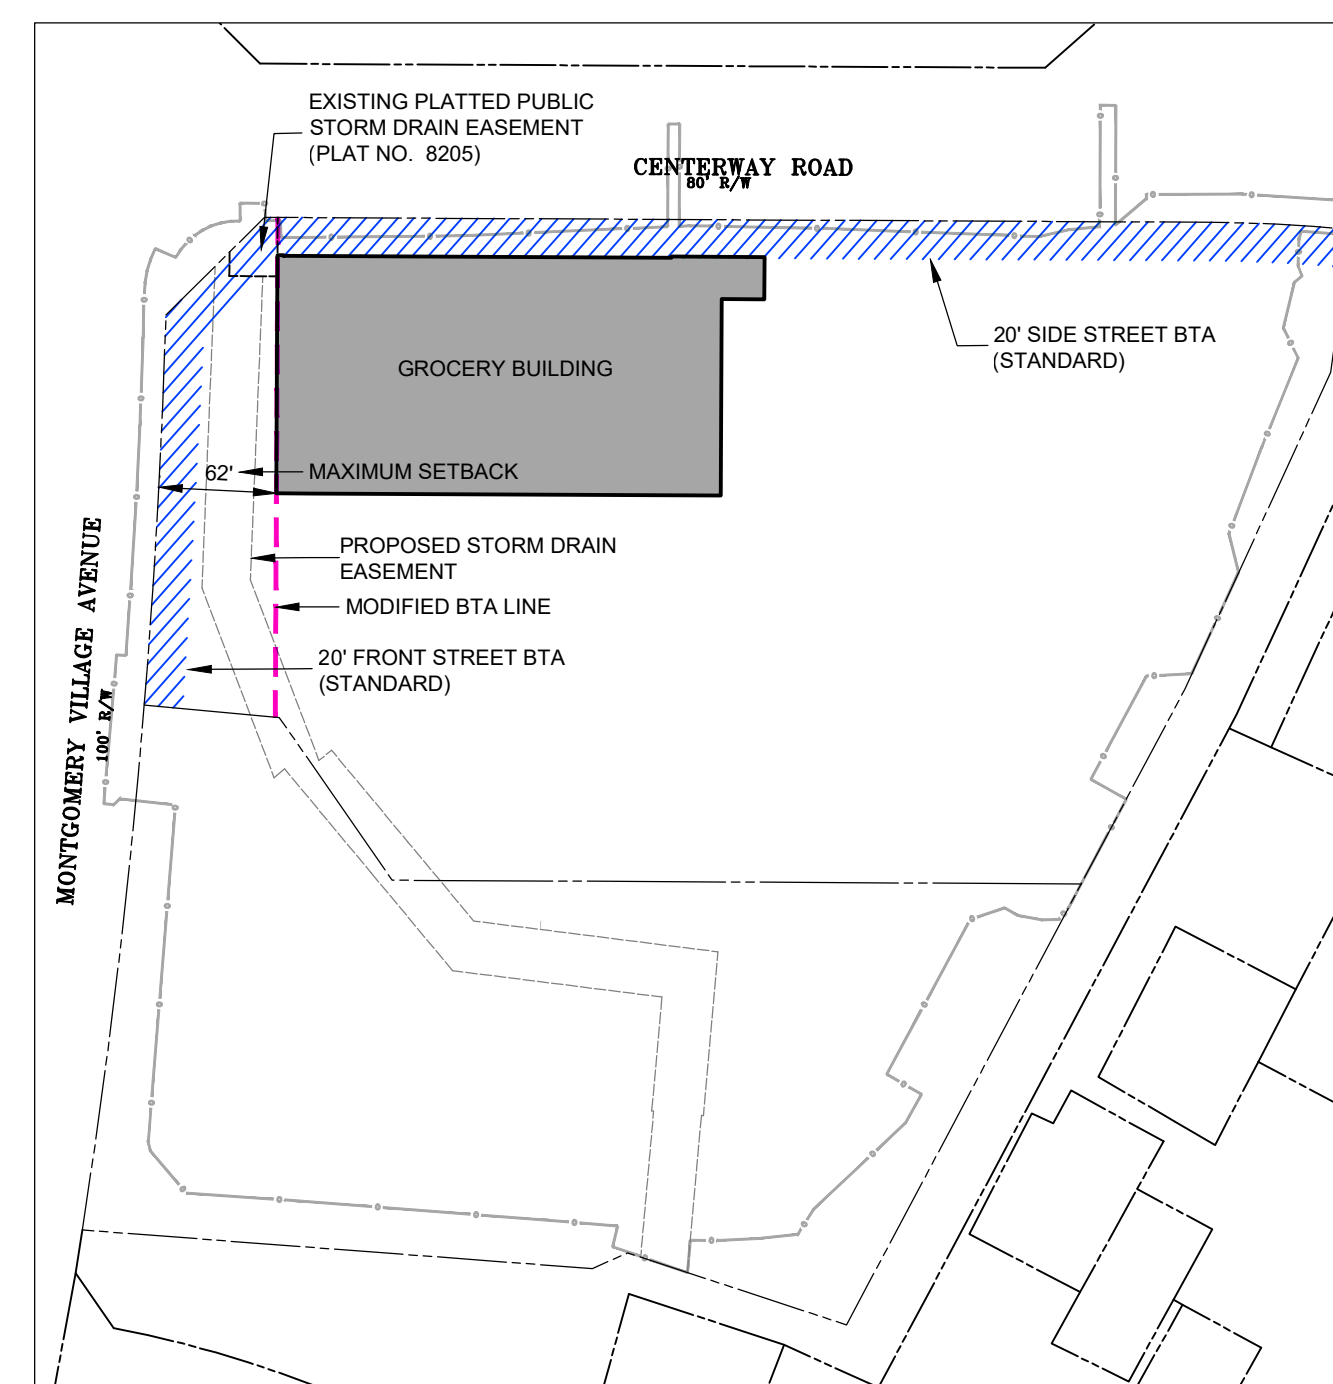 EXISTING PLATTED PUBLIC
STORM DRAIN EASEMENT
(PLAT NO. 8205)
CENTERWAY ROAD
80' R/W
20' SIDE STREET BTA
(STANDARD)
GROCERY BUILDING
62'
MAXIMUM SETBACK
PROPOSED STORM DRAIN
EASEMENT
MODIFIED BTA LINE
20' FRONT STREET BTA
(STANDARD)
MONTGOMERY VILLAGE AVENUE
100' R/W